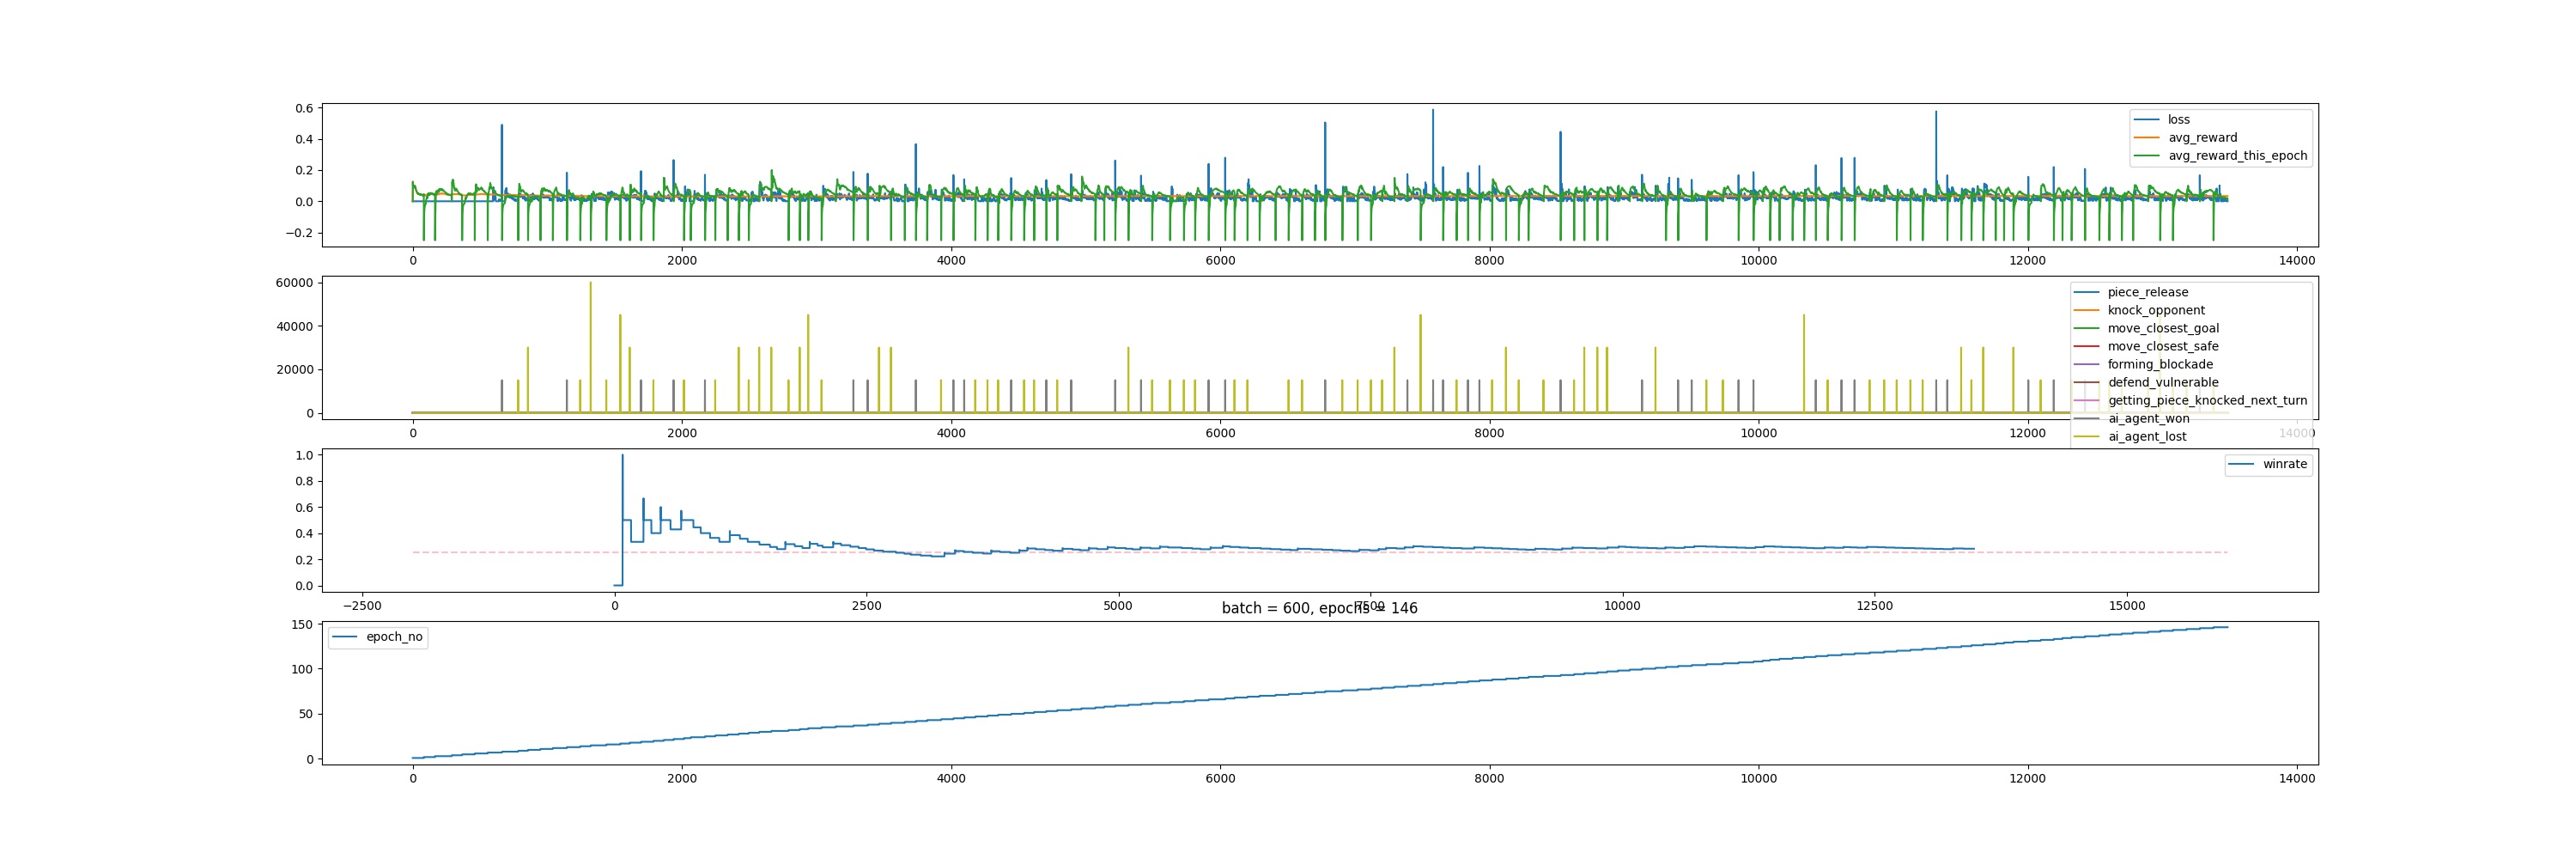 0.6
0.4
0.2
0.0
−0.2
loss
avg_reward
avg_reward_this_epoch
0 2000 4000 6000 8000 10000 12000 14000
60000
40000
20000
0
piece_release
knock_opponent
move_closest_goal
move_closest_safe
forming_blockade
defend_vulnerable
getting_piece_knocked_next_turn
ai_agent_won
ai_agent_lost
0 2000 4000 6000 8000 10000 12000 14000
1.0
0.8
0.6
0.4
0.2
0.0
winrate
−2500 0 2500 5000 7500 10000 12500 15000
batch = 600, epochs = 146
150
100
50
0
epoch_no
0 2000 4000 6000 8000 10000 12000 14000